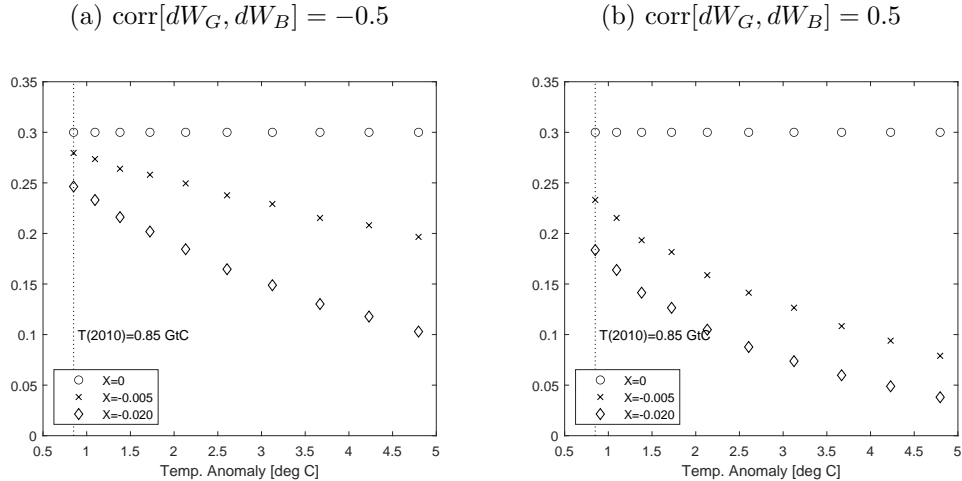 (a) corr[dW_G, dW_B] = −0.5
0.35
0.3
0.25
0.2
0.15
0.1
0.05
0
T(2010)=0.85 GtC
X=0
X=-0.005
X=-0.020
0.5 1 1.5 2 2.5 3 3.5 4 4.5 5
Temp. Anomaly [deg C]
(b) corr[dW_G, dW_B] = 0.5
0.35
0.3
0.25
0.2
0.15
0.1
0.05
0
T(2010)=0.85 GtC
X=0
X=-0.005
X=-0.020
0.5 1 1.5 2 2.5 3 3.5 4 4.5 5
Temp. Anomaly [deg C]